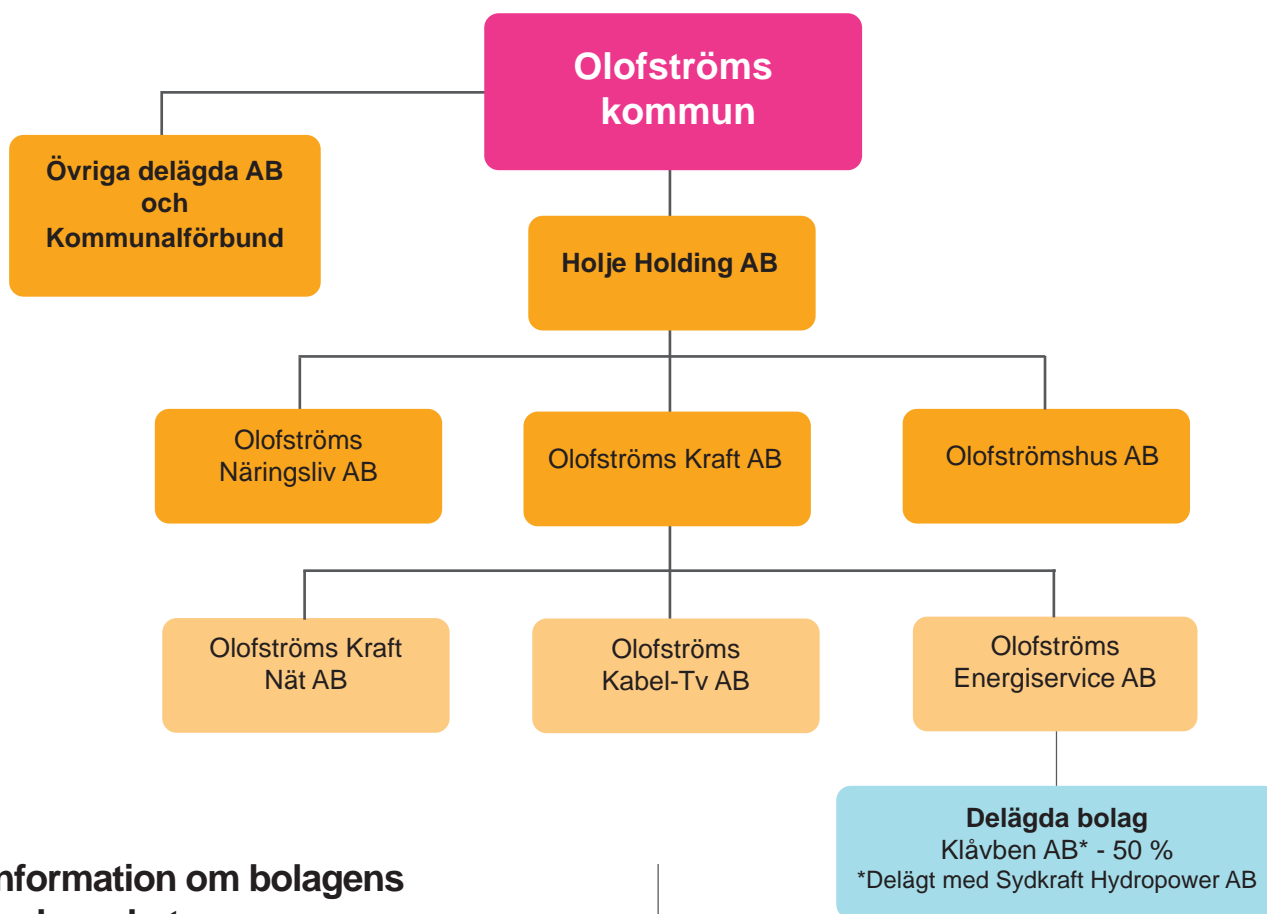 Olofströms
kommun
Övriga delägda AB
och
Kommunalförbund
Holje Holding AB
Olofströms
Näringsliv AB
Olofströms Kraft AB
Olofströmshus AB
Olofströms Kraft
Nät AB
Olofströms
Kabel-Tv AB
Olofströms
Energiservice AB
Delägda bolag
Klåvben AB* - 50 %
*Delägt med Sydkraft Hydropower AB
nformation om bolagens